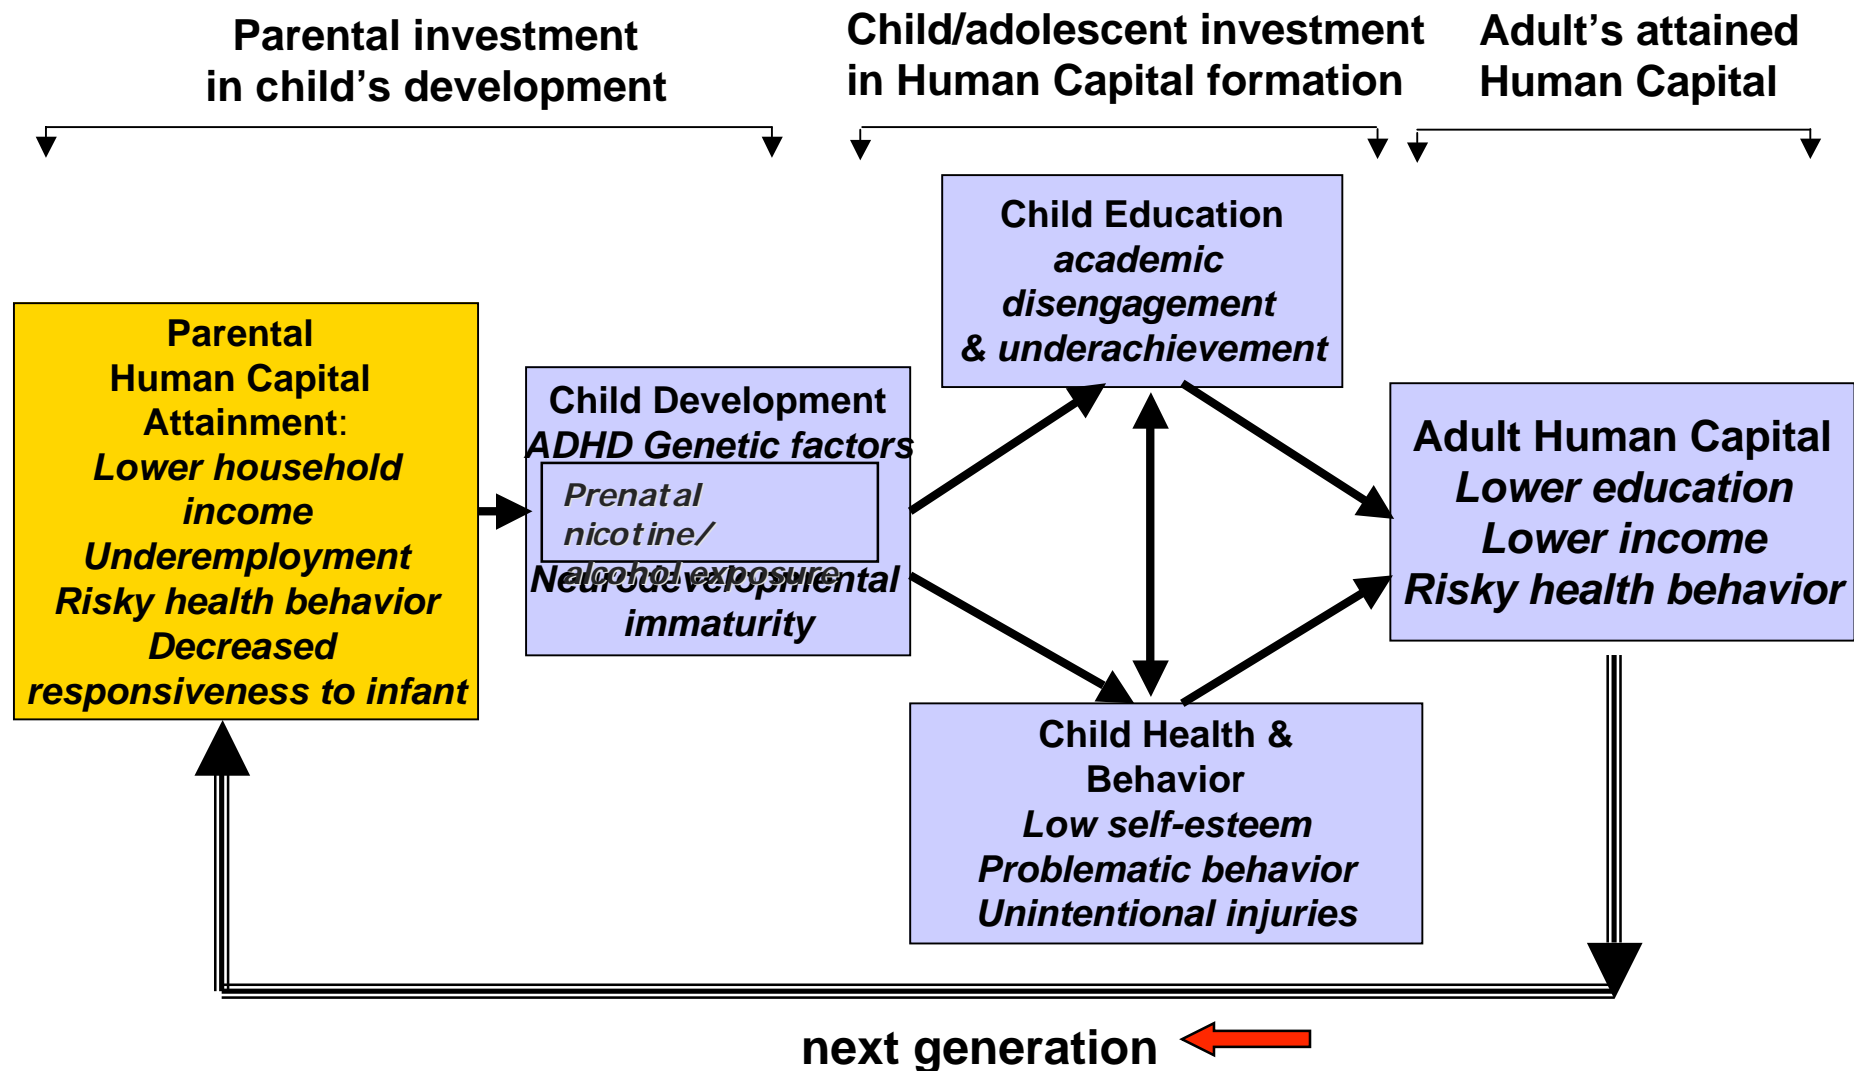 Parental investment
in child's development
Child/adolescent investment
in Human Capital formation
Adult's attained
Human Capital
Parental
Human Capital
Attainment:
Lower household
income
Underemployment
Risky health behavior
Decreased
responsiveness to infant
Child Development
ADHD Genetic factors
Prenatal
nicotine/
alcohol exposure
Neurodevelopmental
immaturity
Child Education
academic
disengagement
& underachievement
Child Health &
Behavior
Low self-esteem
Problematic behavior
Unintentional injuries
Adult Human Capital
Lower education
Lower income
Risky health behavior
next generation